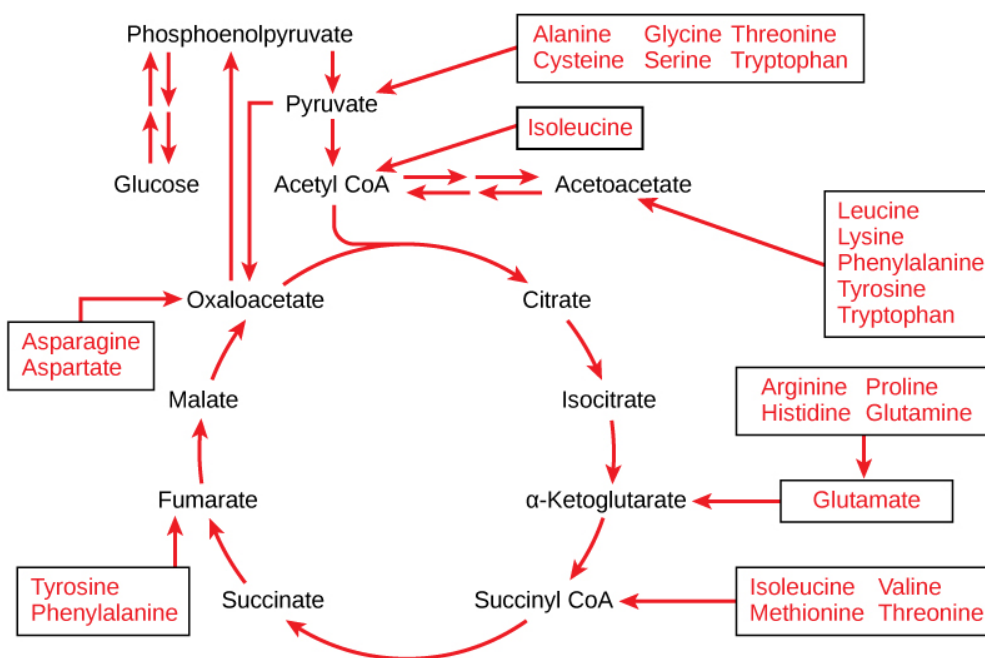 Phosphoenolpyruvate
Alanine Glycine Threonine
Cysteine Serine Tryptophan
Pyruvate
Isoleucine
Glucose
Acetyl CoA
Acetoacetate
Leucine
Lysine
Phenylalanine
Tyrosine
Tryptophan
Oxaloacetate
Citrate
Asparagine
Aspartate
Malate
Isocitrate
Arginine Proline
Histidine Glutamine
Fumarate
α-Ketoglutarate
Glutamate
Tyrosine
Phenylalanine
Succinate
Succinyl CoA
Isoleucine Valine
Methionine Threonine